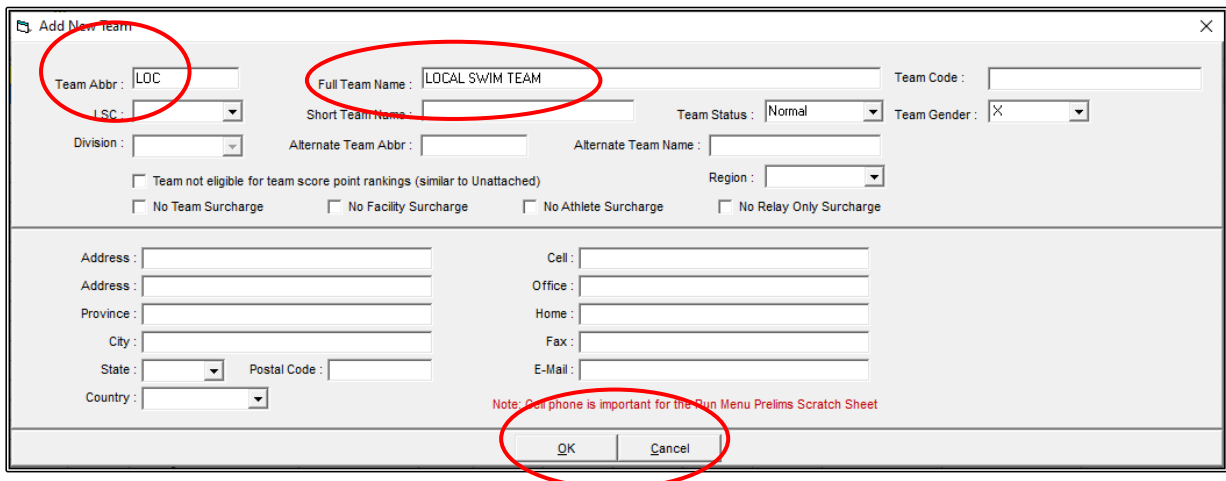 Add New Team
Team Abbr : LOC Full Team Name : LOCAL SWIM TEAM Team Code :
LSC : Short Team Name : Team Status : Normal Team Gender : X
Division : Alternate Team Abbr : Alternate Team Name :
Team not eligible for team score point rankings (similar to Unattached) Region :
No Team Surcharge No Facility Surcharge No Athlete Surcharge No Relay Only Surcharge
Address : Cell :
Address : Office :
Province : Home :
City : Fax :
State : Postal Code : E-Mail :
Country : Note: Cell phone is important for the Run Menu Prelims Scratch Sheet
OK Cancel